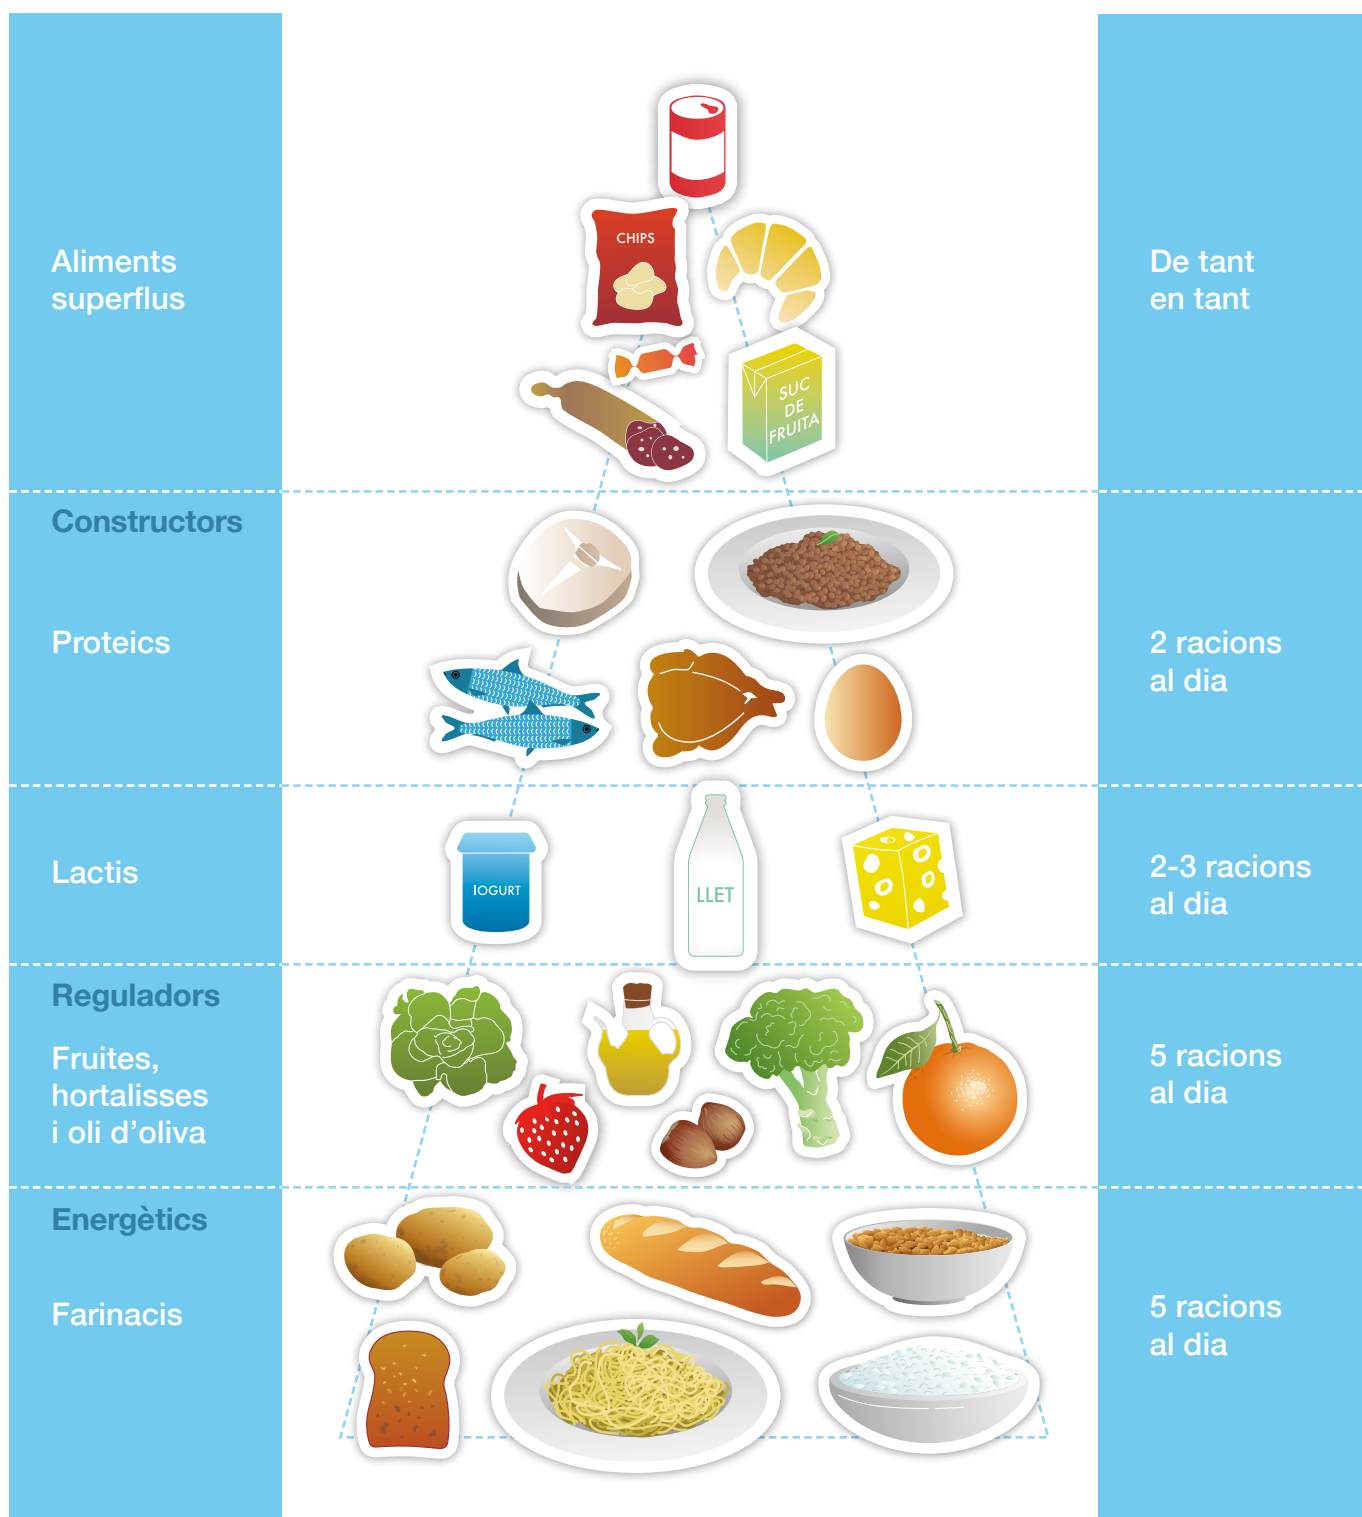 CHIPS
Aliments
superflus
De tant
en tant
SUC
DE
FRUITA
Constructors
Proteics
2 racions
al dia
Lactis
IOGURT
LLET
2-3 racions
al dia
Reguladors
Fruites,
hortalisses
i oli d’oliva
5 racions
al dia
Energètics
Farinacis
5 racions
al dia